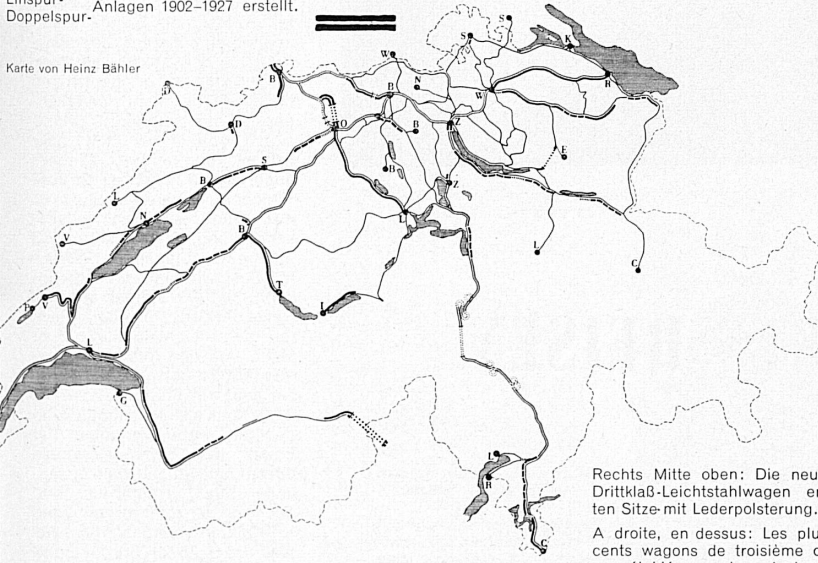 Einspur-
Doppelspur-
Anlagen 1902–1927 erstellt.
Karte von Heinz Bähler
S
S
K
W
B
N
W
R
D
B
O
B
Z
E
S
B
B
L
Z
N
L
V
B
L
C
T
I
P
V
L
G
L
R
C
Rechts Mitte oben: Die neu
Drittklaß-Leichtstahlwagen er
ten Sitze mit Lederpolsterung.
A droite, en dessus: Les plu
cents wagons de troisième c